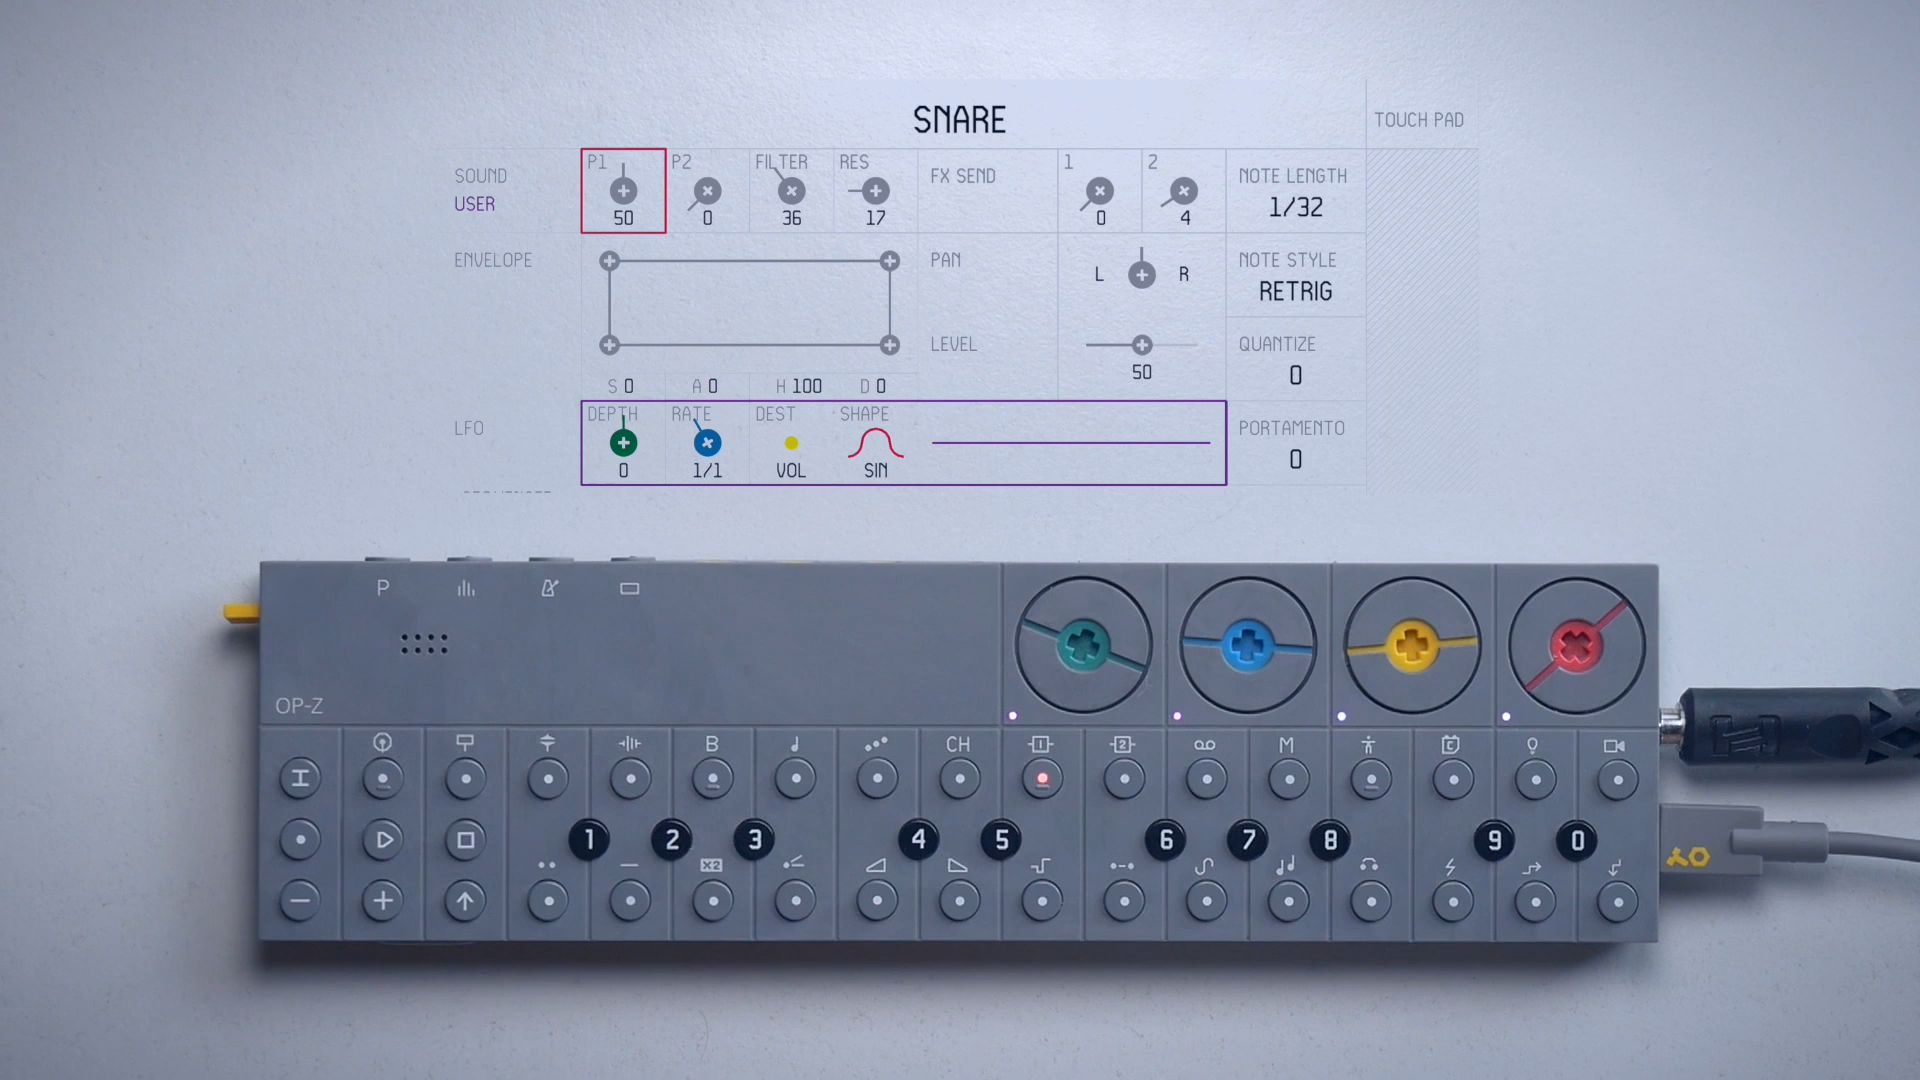 SNARE
TOUCH PAD
SOUND
USER
P1
50
P2
0
FILTER
36
RES
17
FX SEND
1
0
2
4
NOTE LENGTH
1/32
ENVELOPE
S 0
A 0
H 100
D 0
PAN
L
R
LEVEL
50
NOTE STYLE
RETRIG
QUANTIZE
0
LFO
DEPTH
0
RATE
1/1
DEST
VOL
SHAPE
SIN
PORTAMENTO
0
P
OP-Z
B
CH
1
2
M
C
1
2
3
4
5
6
7
8
9
0
X2